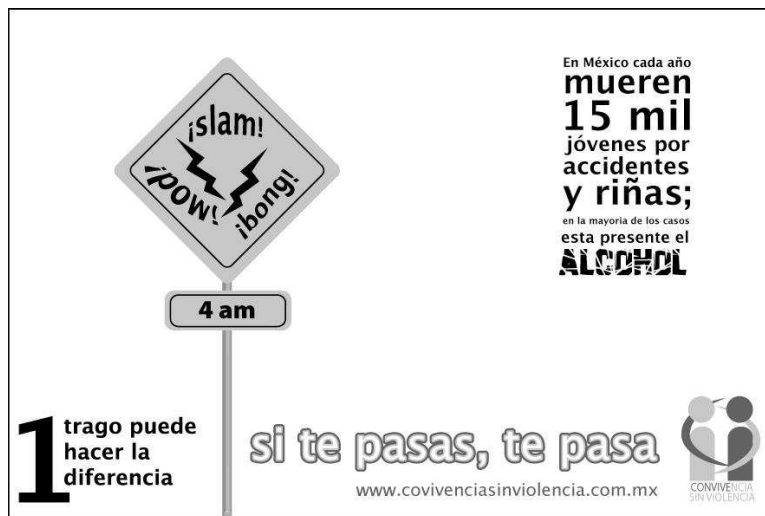 ¡slam!
¡pow!
¡bong!
4 am
En México cada año
mueren
15 mil
jóvenes por
accidentes
y riñas;
en la mayoria de los casos
esta presente el
ALCOHOL
1 trago puede
hacer la
diferencia
si te pasas, te pasa
www.covivenciasinviolencia.com.mx
CONVIVENCIA
SIN VIOLENCIA